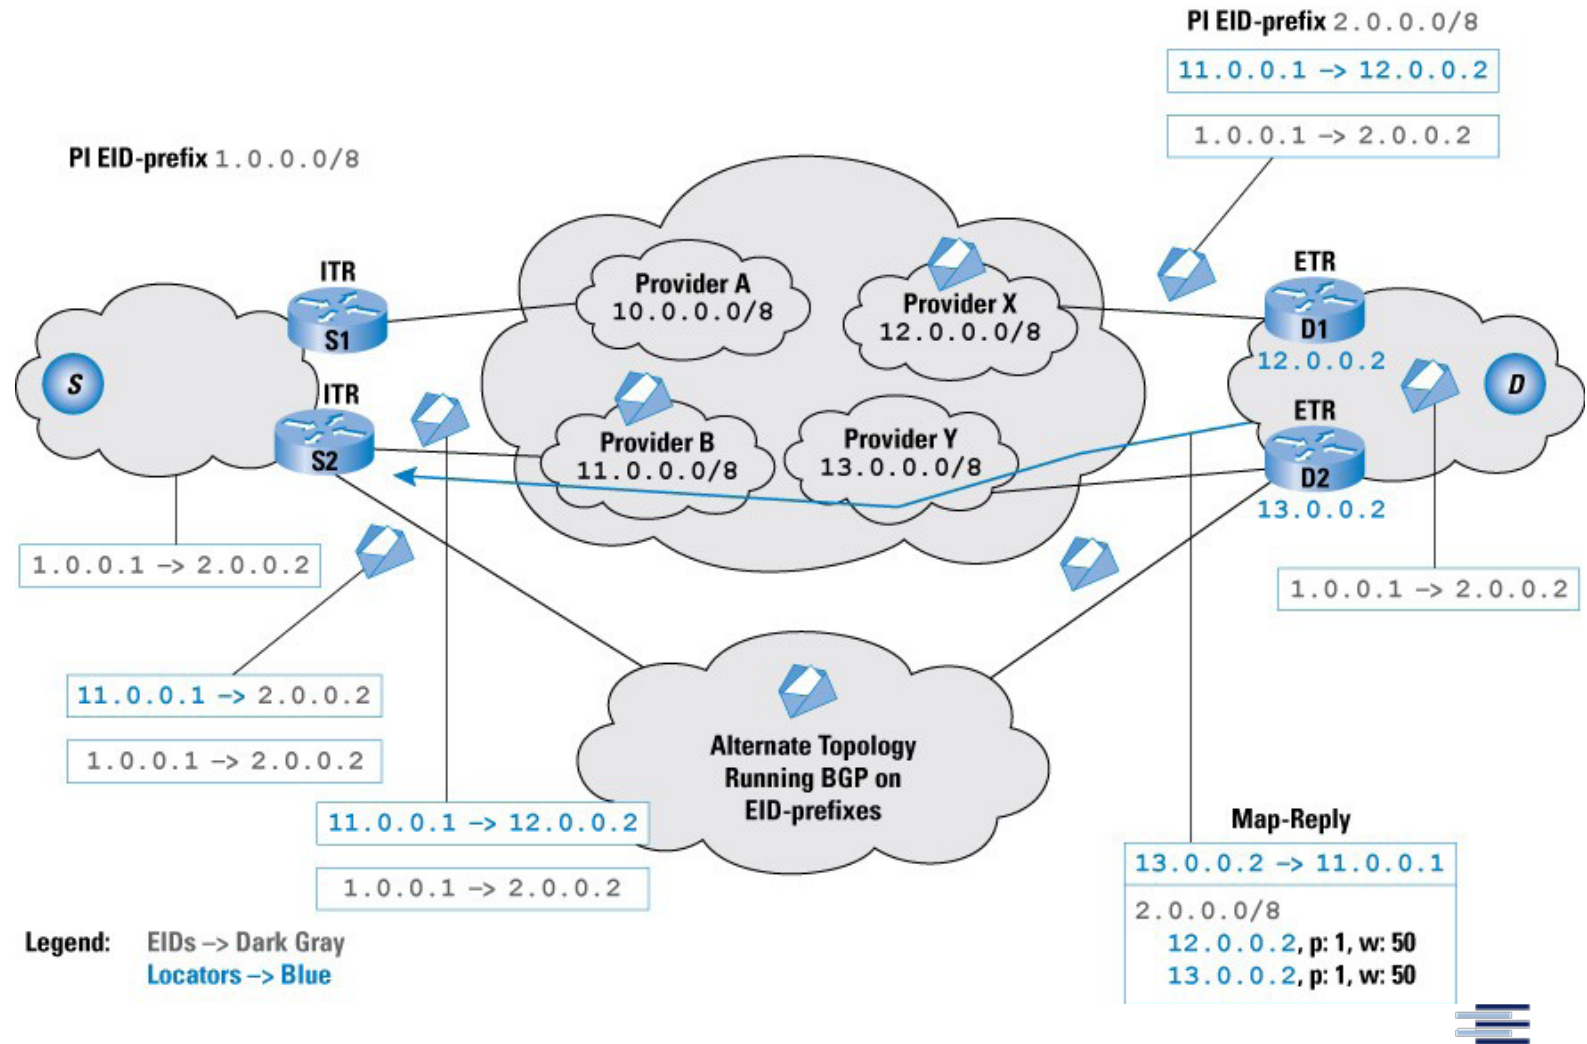 PI EID-prefix 2.0.0.0/8
11.0.0.1 –> 12.0.0.2
1.0.0.1 –> 2.0.0.2
PI EID-prefix 1.0.0.0/8
ITR
S1
Provider A
10.0.0.0/8
Provider X
12.0.0.0/8
ETR
D1
12.0.0.2
S
ITR
S2
Provider B
11.0.0.0/8
Provider Y
13.0.0.0/8
ETR
D2
13.0.0.2
D
1.0.0.1 –> 2.0.0.2
1.0.0.1 –> 2.0.0.2
11.0.0.1 –> 2.0.0.2
1.0.0.1 –> 2.0.0.2
Alternate Topology
Running BGP on
EID-prefixes
11.0.0.1 –> 12.0.0.2
1.0.0.1 –> 2.0.0.2
Map-Reply
13.0.0.2 –> 11.0.0.1
2.0.0.0/8
12.0.0.2, p: 1, w: 50
13.0.0.2, p: 1, w: 50
Legend: EIDs –> Dark Gray
Locators –> Blue